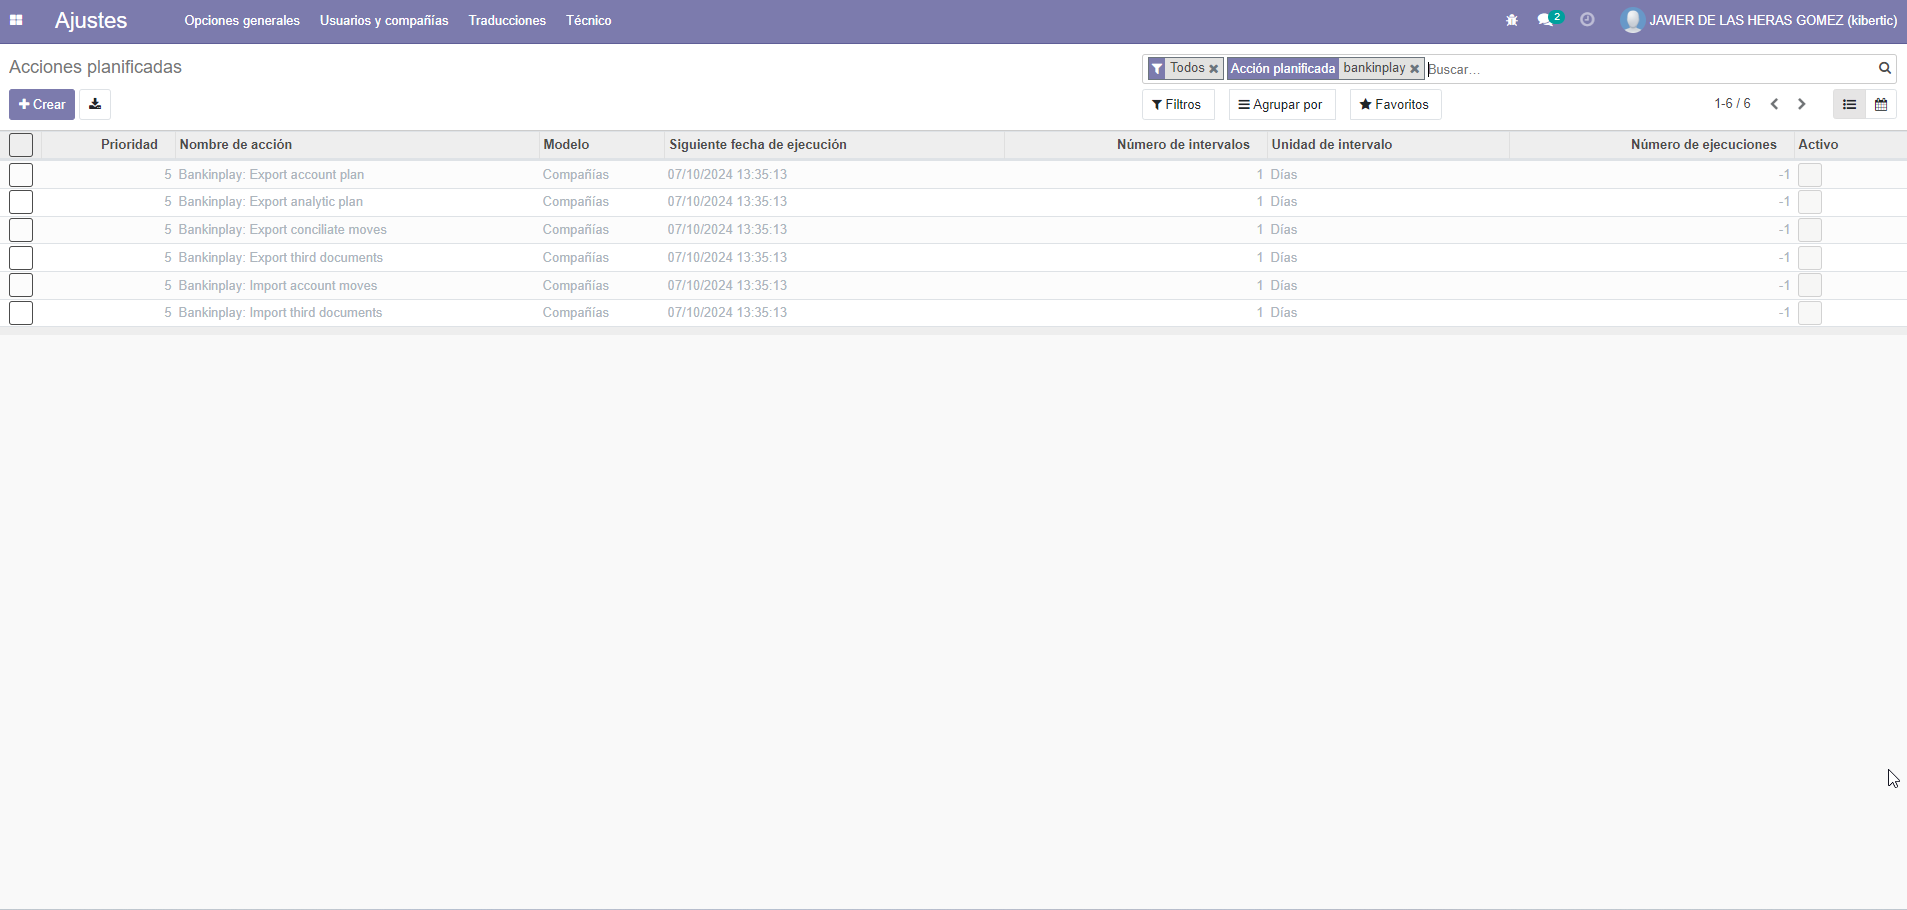 Ajustes Opciones generales Usuarios y compañías Traducciones Técnico 2 JAVIER DE LAS HERAS GOMEZ (kibertic)
Acciones planificadas Todos Acción planificada bankinplay Buscar...
Crear Filtros Agrupar por Favoritos 1-6 / 6
Prioridad Nombre de acción Modelo Siguiente fecha de ejecución Número de intervalos Unidad de intervalo Número de ejecuciones Activo
5 Bankinplay: Export account plan Compañías 07/10/2024 13:35:13 1 Días -1
5 Bankinplay: Export analytic plan Compañías 07/10/2024 13:35:13 1 Días -1
5 Bankinplay: Export conciliate moves Compañías 07/10/2024 13:35:13 1 Días -1
5 Bankinplay: Export third documents Compañías 07/10/2024 13:35:13 1 Días -1
5 Bankinplay: Import account moves Compañías 07/10/2024 13:35:13 1 Días -1
5 Bankinplay: Import third documents Compañías 07/10/2024 13:35:13 1 Días -1